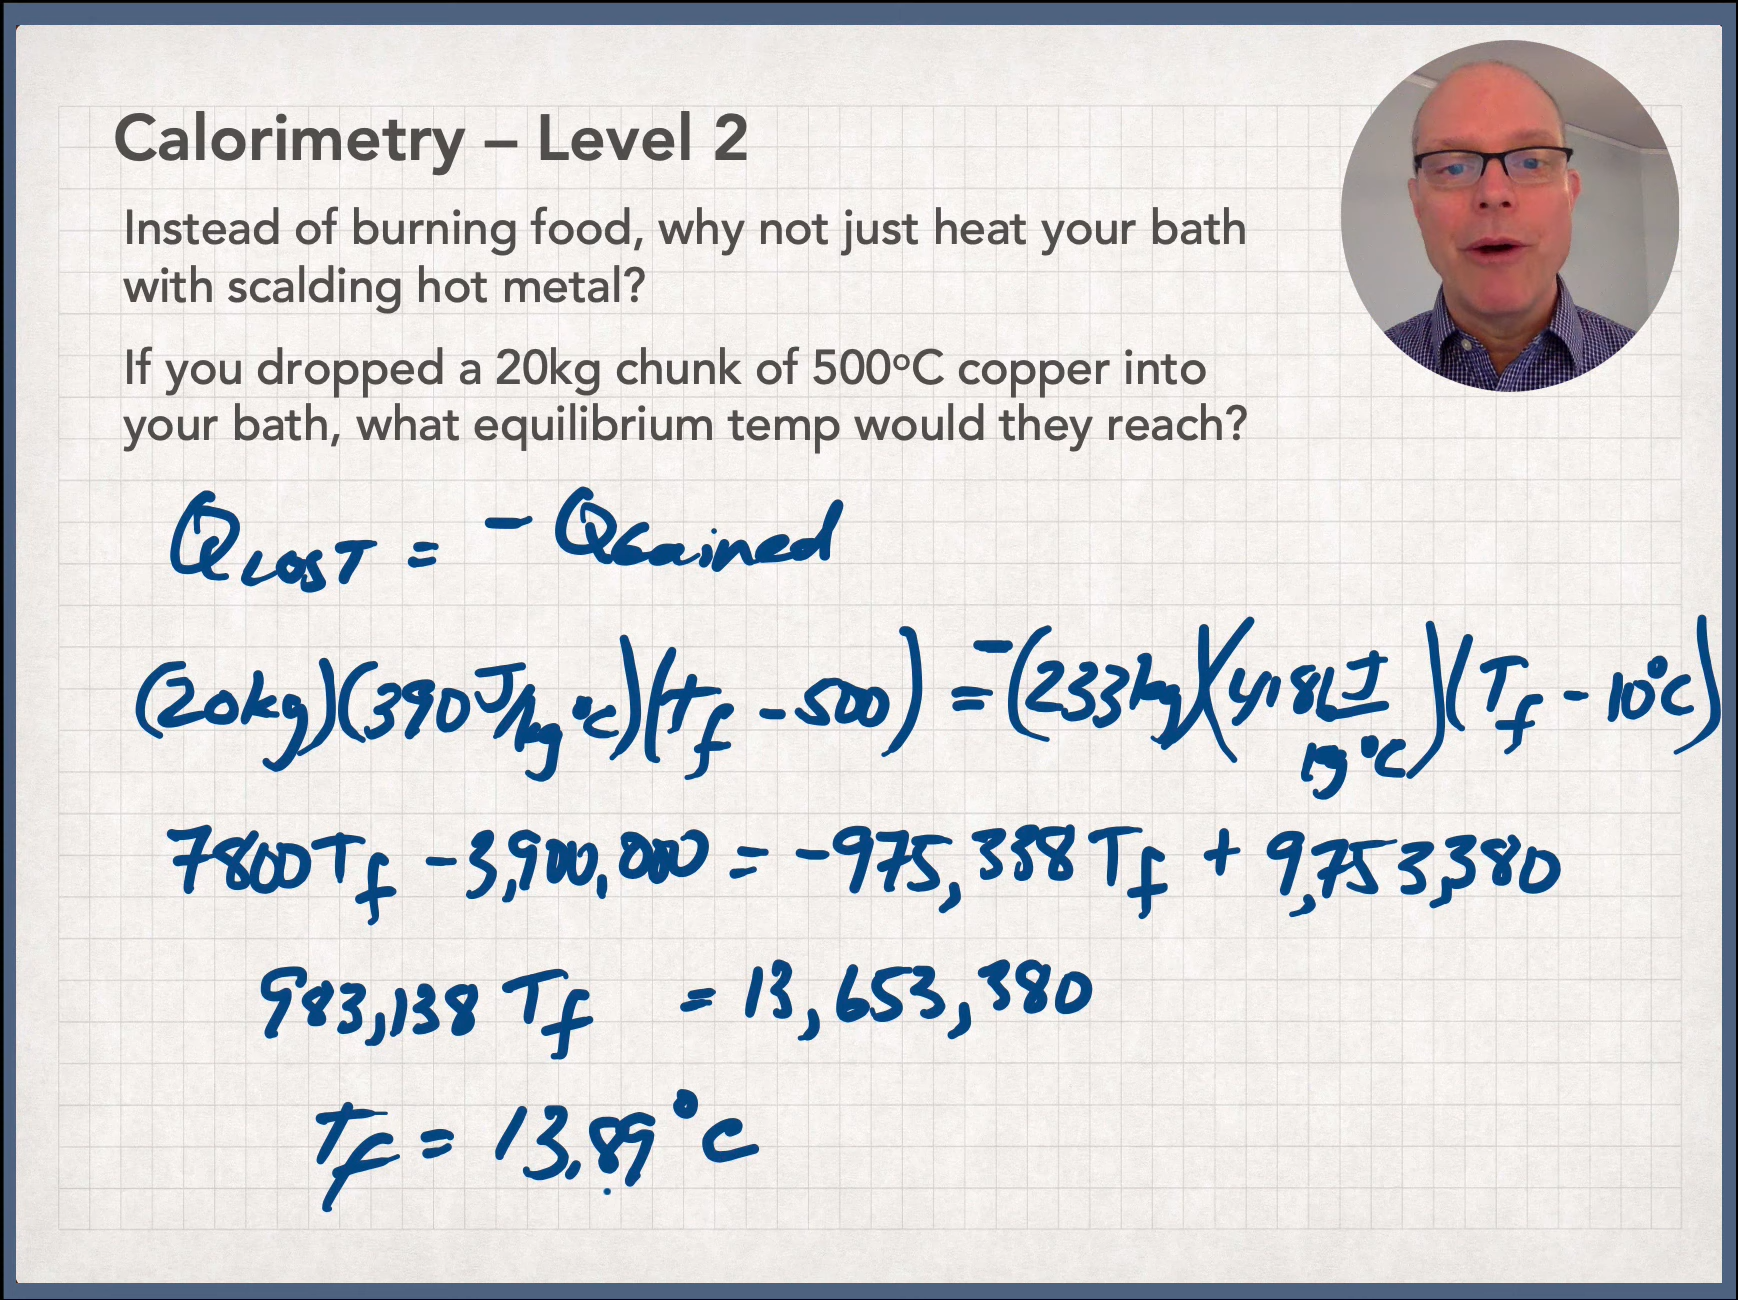 Calorimetry – Level 2
Instead of burning food, why not just heat your bath
with scalding hot metal?
If you dropped a 20kg chunk of 500°C copper into
your bath, what equilibrium temp would they reach?
Q LOST = - Q Gained
(20kg)(390 J/kg°C)(Tf - 500) = -(233kg)(4186 J/kg°C)(Tf - 10°C)
7800Tf - 3,900,000 = -975,338Tf + 9,753,380
983,138 Tf = 13,653,380
Tf = 13.89°C